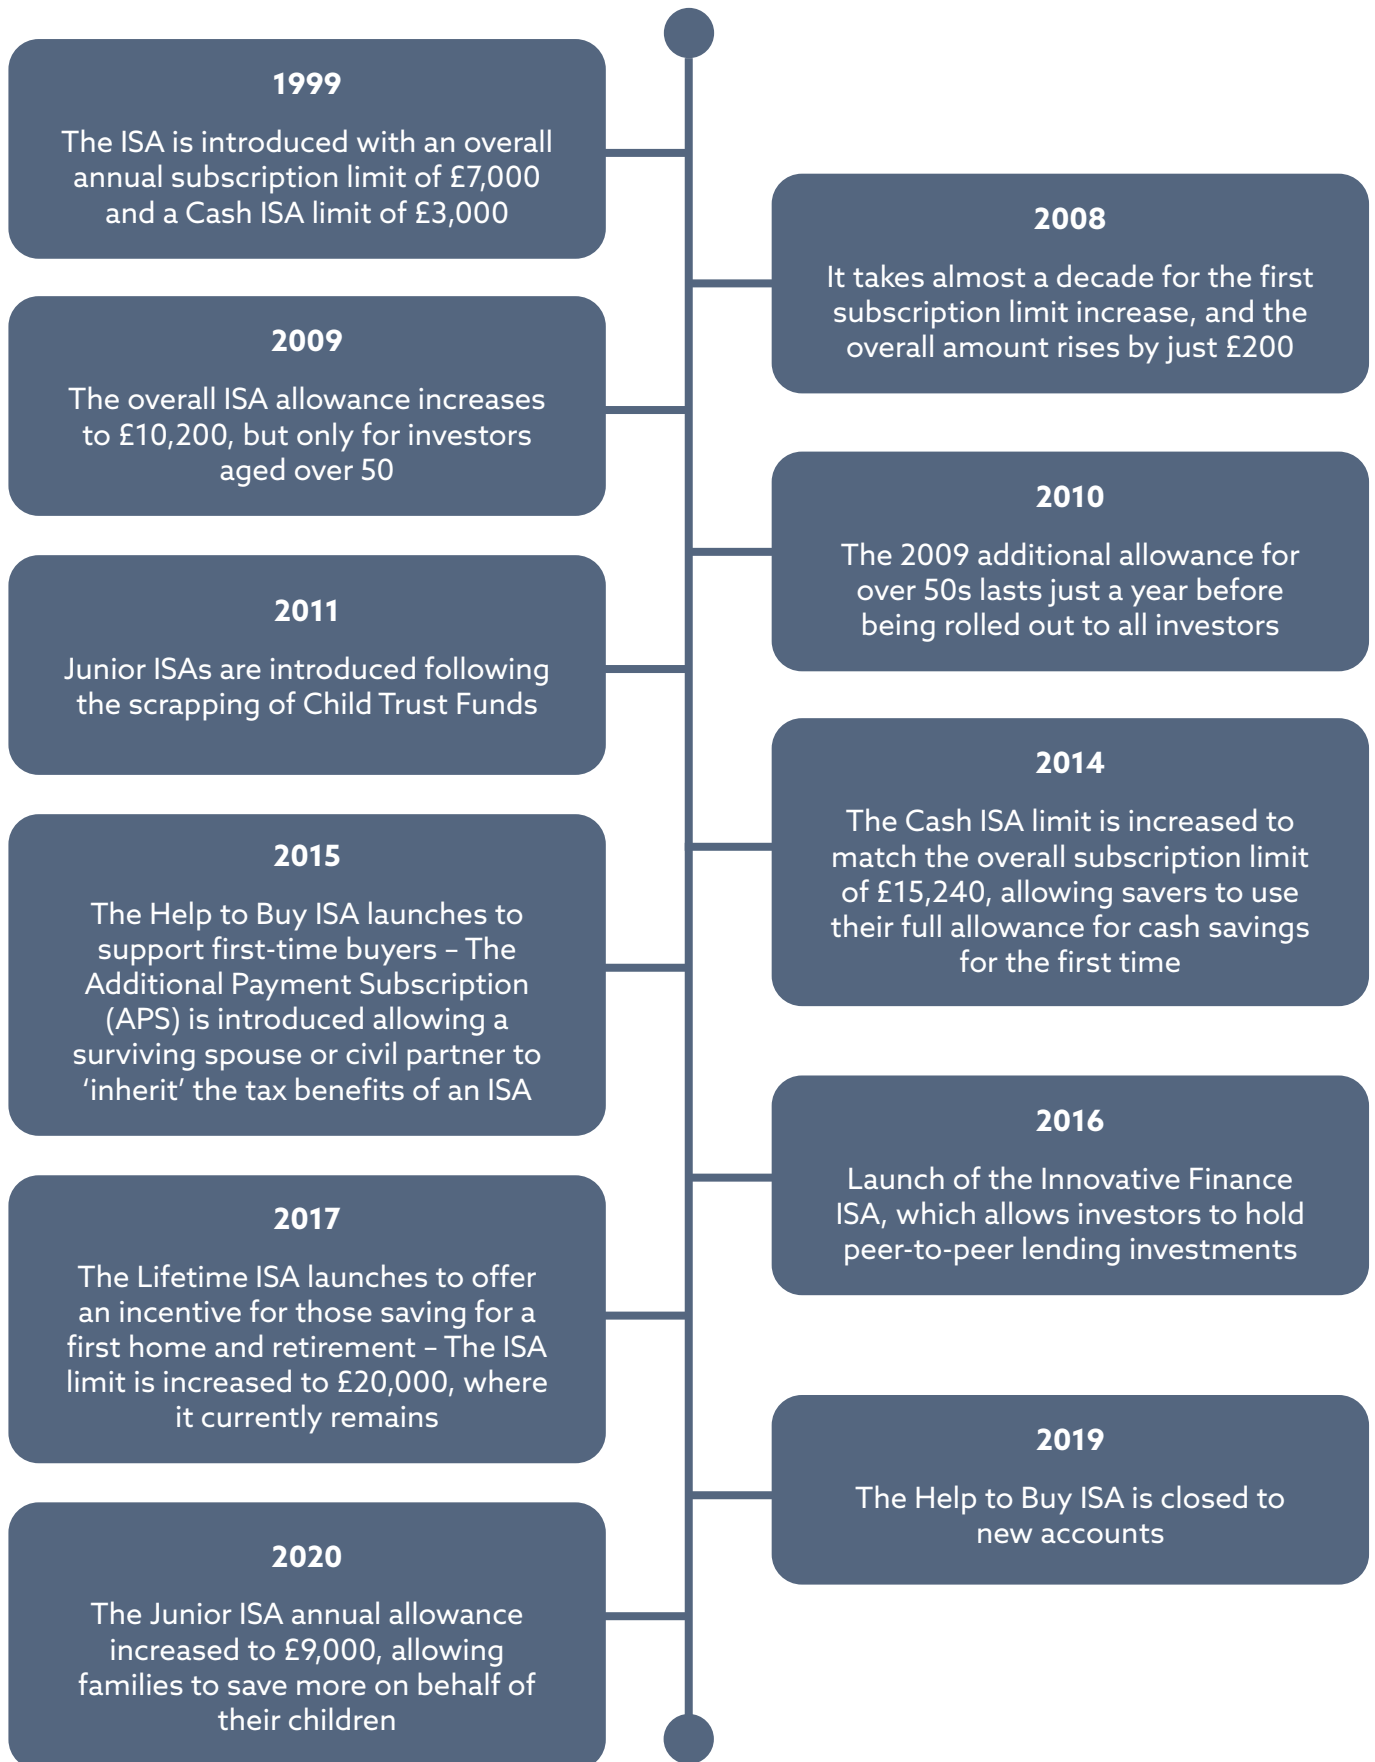 1999
The ISA is introduced with an overall
annual subscription limit of £7,000
and a Cash ISA limit of £3,000
2008
It takes almost a decade for the first
subscription limit increase, and the
overall amount rises by just £200
2009
The overall ISA allowance increases
to £10,200, but only for investors
aged over 50
2010
The 2009 additional allowance for
over 50s lasts just a year before
being rolled out to all investors
2011
Junior ISAs are introduced following
the scrapping of Child Trust Funds
2014
The Cash ISA limit is increased to
match the overall subscription limit
of £15,240, allowing savers to use
their full allowance for cash savings
for the first time
2015
The Help to Buy ISA launches to
support first-time buyers – The
Additional Payment Subscription
(APS) is introduced allowing a
surviving spouse or civil partner to
‘inherit’ the tax benefits of an ISA
2016
Launch of the Innovative Finance
ISA, which allows investors to hold
peer-to-peer lending investments
2017
The Lifetime ISA launches to offer
an incentive for those saving for a
first home and retirement – The ISA
limit is increased to £20,000, where
it currently remains
2019
The Help to Buy ISA is closed to
new accounts
2020
The Junior ISA annual allowance
increased to £9,000, allowing
families to save more on behalf of
their children